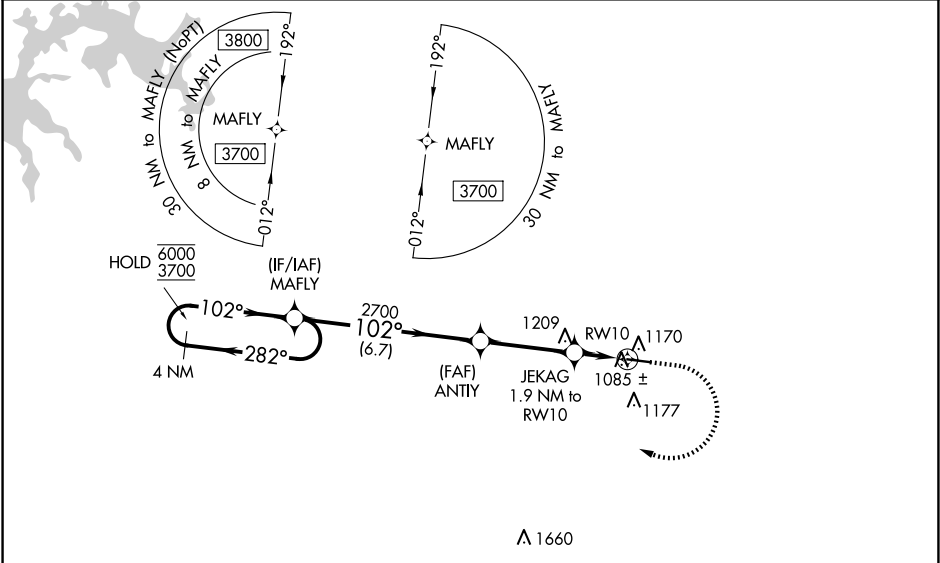 30 NM to MAFLY (NoPT)
8 NM to MAFLY
3800
192°
MAFLY
3700
012°
192°
MAFLY
3700
012°
30 NM to MAFLY
HOLD 6000
3700
(IF/IAF)
MAFLY
102°
282°
4 NM
2700
102°
(6.7)
(FAF)
ANTIY
1209
JEKAG
1.9 NM to
RW10
RW10
1170
1085 ±
1177
1660